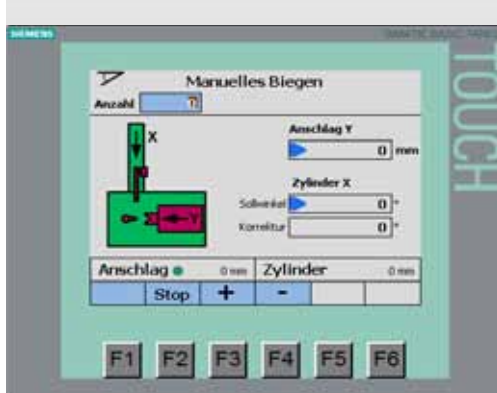 SIEMENS
SIMATIC BASIC PANEL
TOUCH
Manuelles Biegen
Anzahl
X
Y
Anschlag Y
0 mm
Zylinder X
Sollwinkel 0 °
Korrektur 0 °
Anschlag 0 mm Zylinder 0 mm
Stop + -
F1 F2 F3 F4 F5 F6